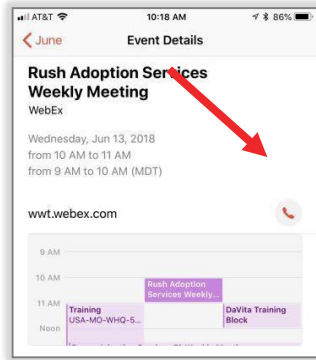 AT&T 10:18 AM 86%
June Event Details
Rush Adoption Services
Weekly Meeting
WebEx
Wednesday, Jun 13, 2018
from 10 AM to 11 AM
from 9 AM to 10 AM (MDT)
wwt.webex.com
9 AM
10 AM
Rush Adoption
Services Weekly...
11 AM
Training
USA-MO-WHQ-5...
DaVita Training
Block
Noon